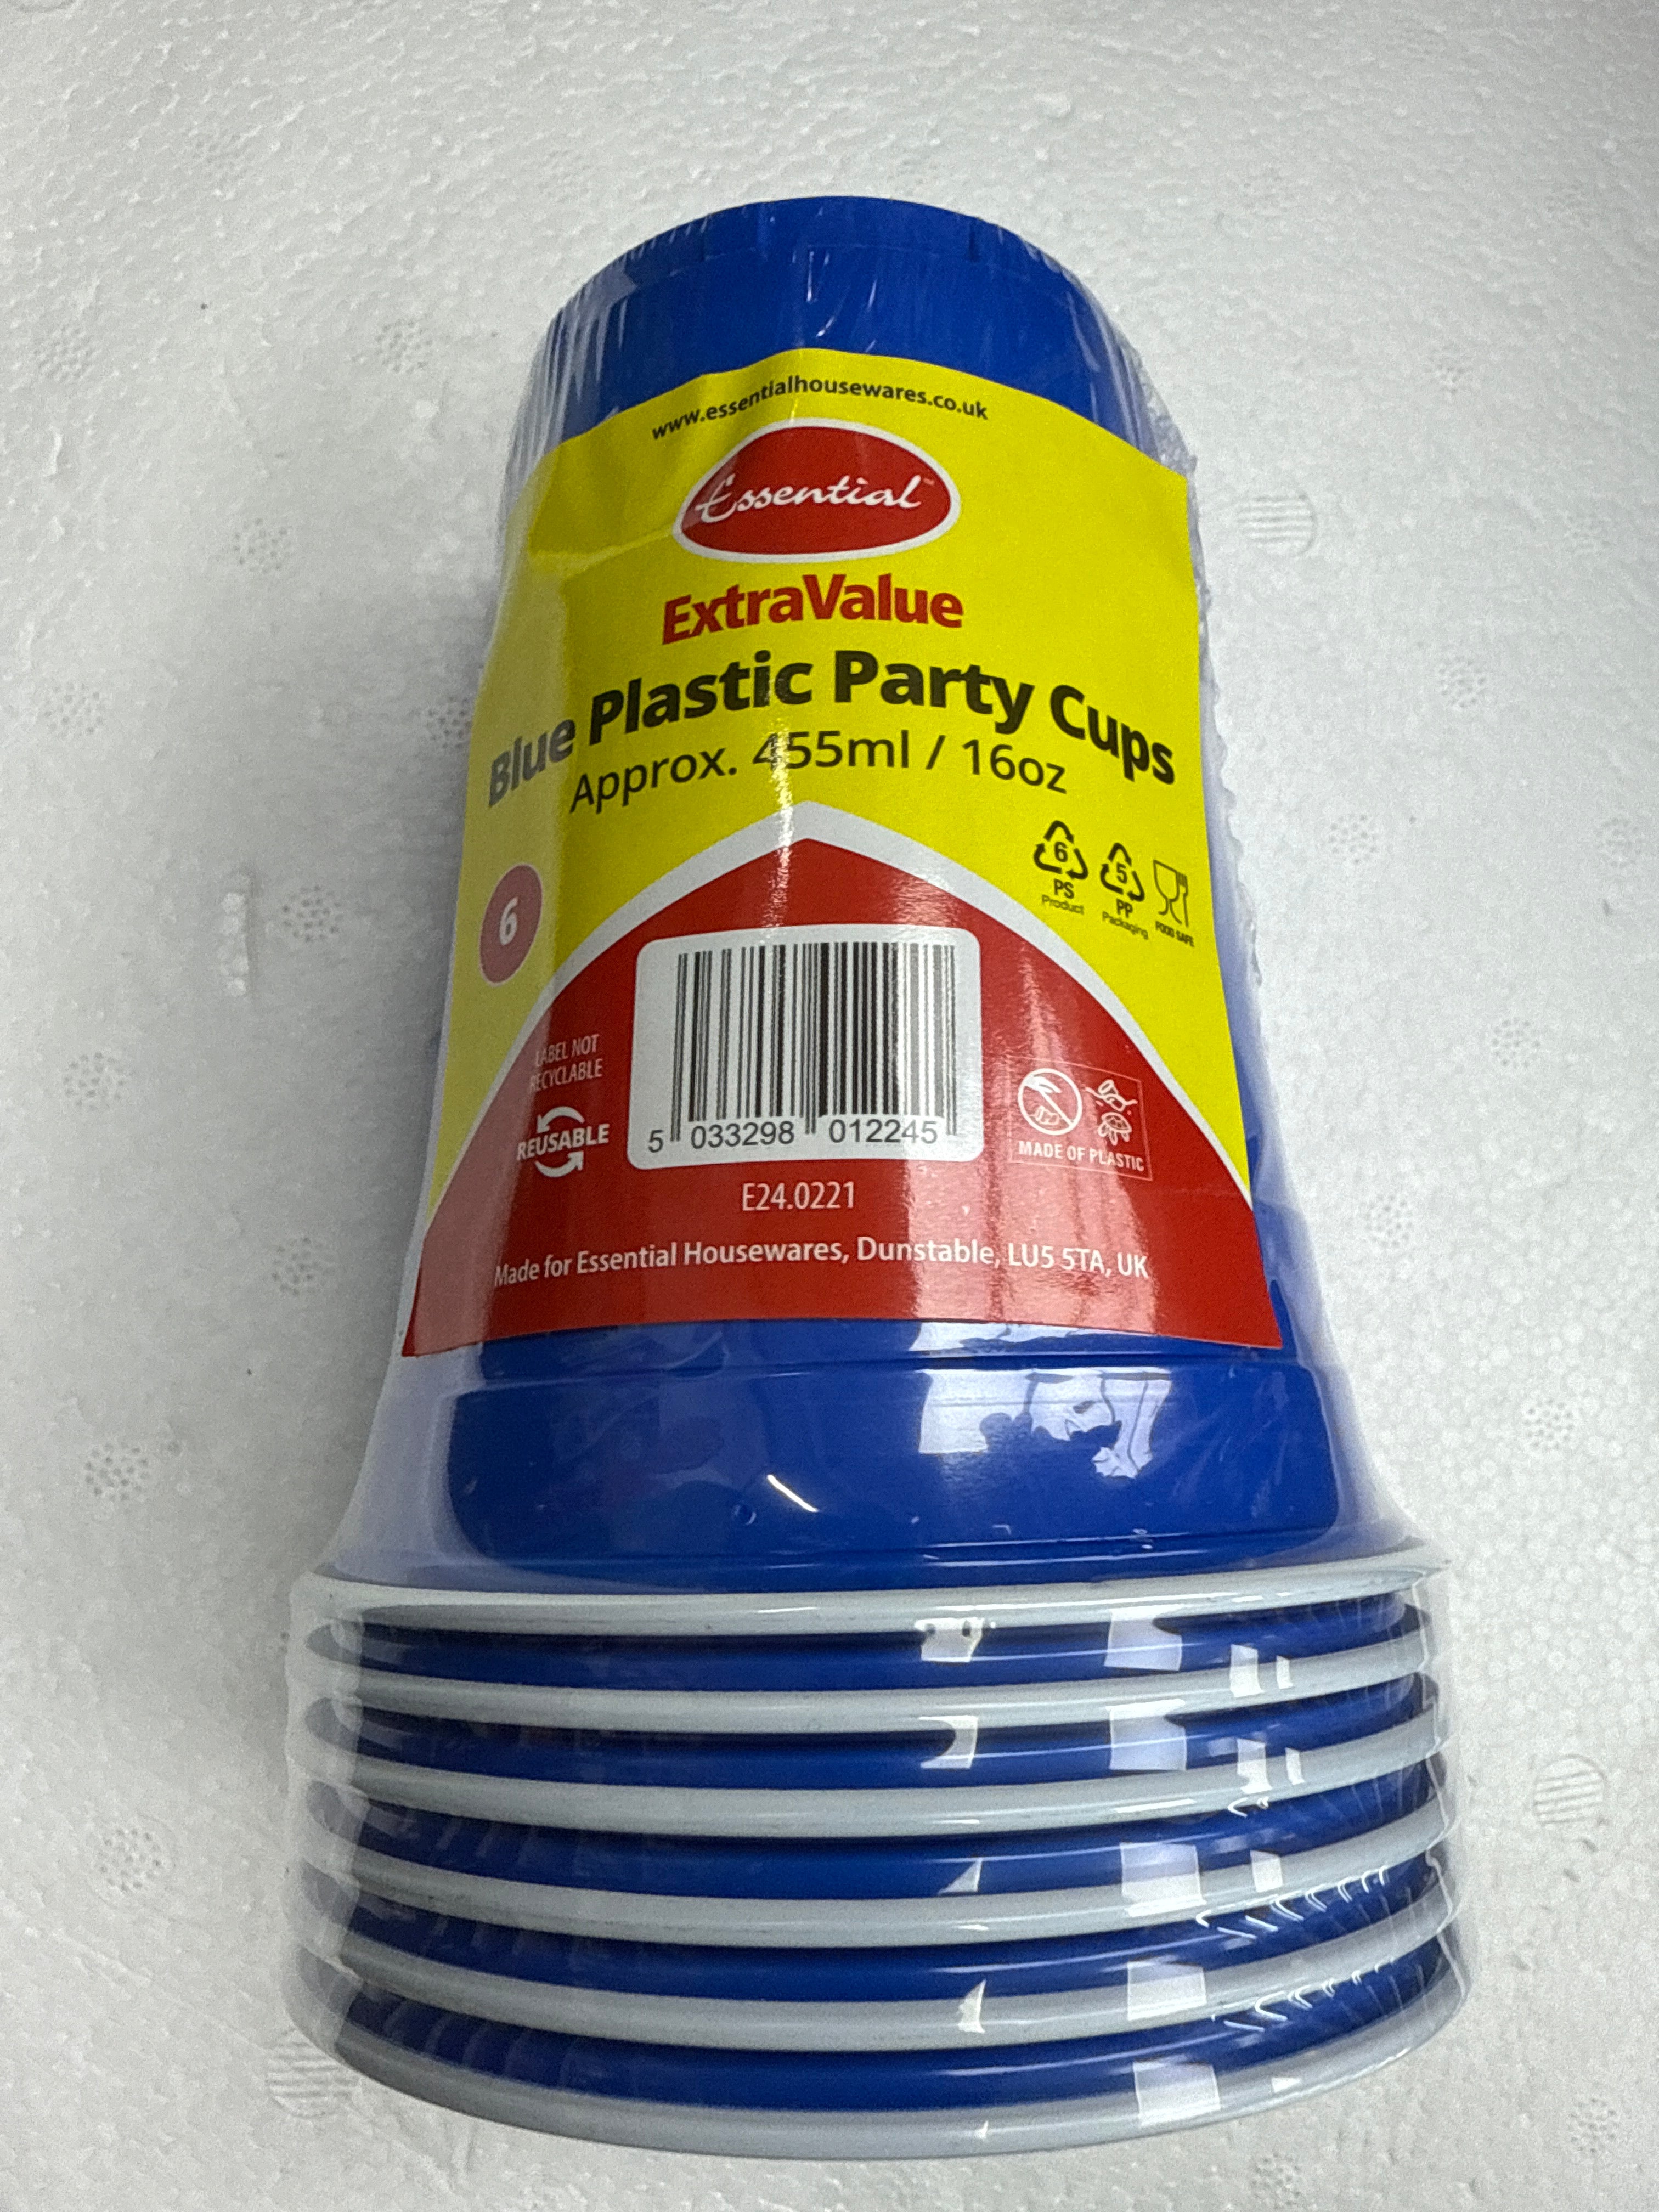 www.essentialhousewares.co.uk
Essential™
ExtraValue
Blue Plastic Party Cups
Approx. 455ml / 16oz
6
6
PS
Product
5
PP
Packaging
FOOD SAFE
LABEL NOT
RECYCLABLE
REUSABLE
5 033298 012245
MADE OF PLASTIC
E24.0221
Made for Essential Housewares, Dunstable, LU5 5TA, UK